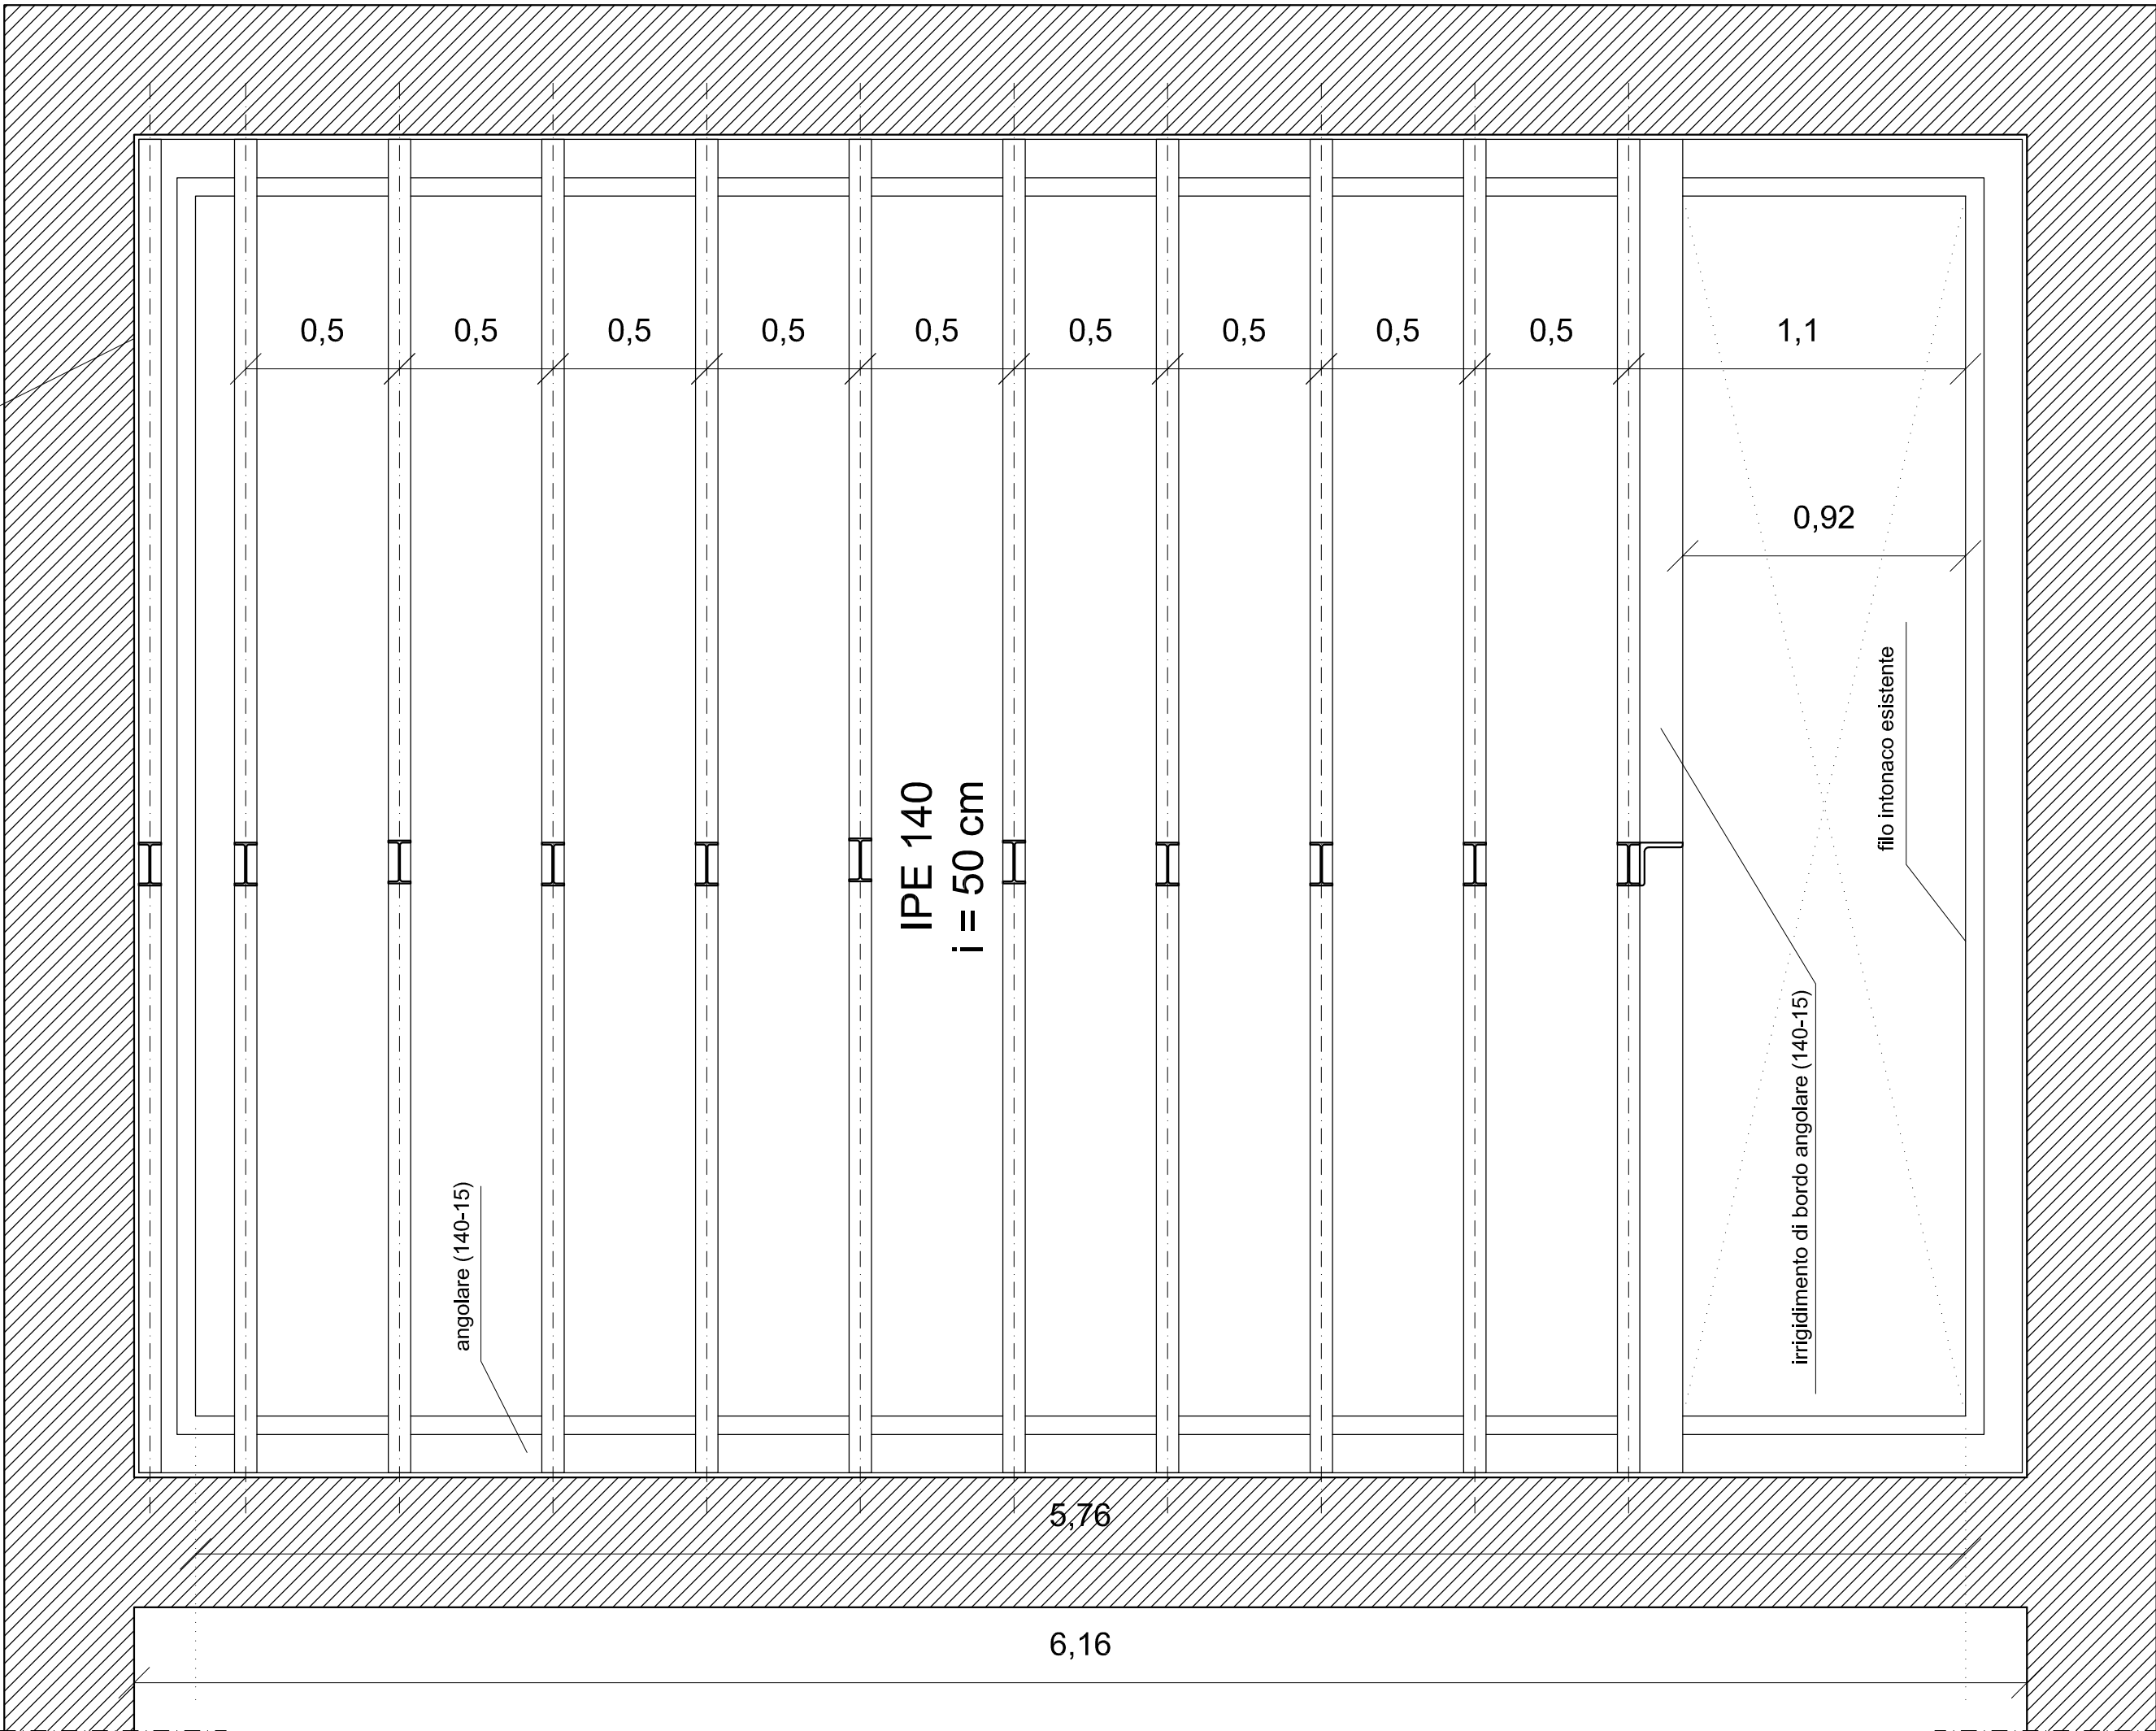 0,5
0,5
0,5
0,5
0,5
0,5
0,5
0,5
0,5
1,1
0,92
filo intonaco esistente
IPE 140
i = 50 cm
irrigidimento di bordo angolare (140-15)
angolare (140-15)
5,76
6,16